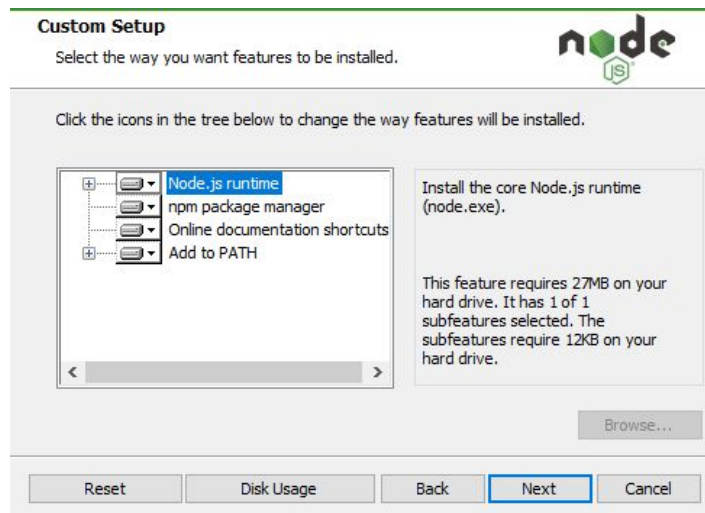 Custom Setup
Select the way you want features to be installed.
node
JS
Click the icons in the tree below to change the way features will be installed.
Node.js runtime
npm package manager
Online documentation shortcuts
Add to PATH
Install the core Node.js runtime
(node.exe).
This feature requires 27MB on your
hard drive. It has 1 of 1
subfeatures selected. The
subfeatures require 12KB on your
hard drive.
Browse...
Reset
Disk Usage
Back
Next
Cancel